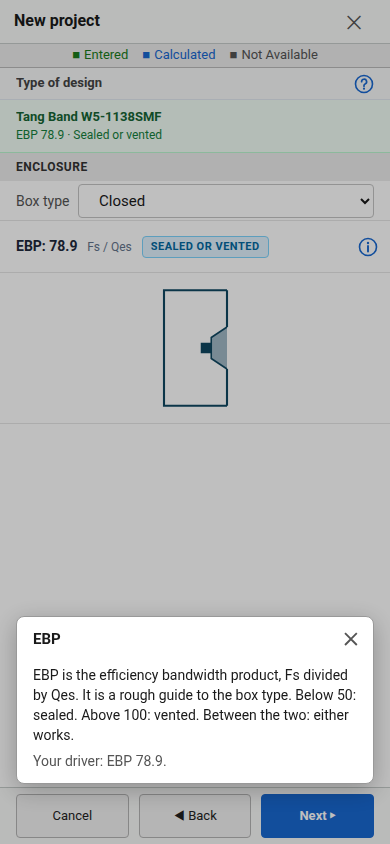 New project
Entered
Calculated
Not Available
Type of design
Tang Band W5-1138SMF
EBP 78.9 · Sealed or vented
ENCLOSURE
Box type
Closed
EBP: 78.9
Fs / Qes
SEALED OR VENTED
EBP
EBP is the efficiency bandwidth product, Fs divided
by Qes. It is a rough guide to the box type. Below 50:
sealed. Above 100: vented. Between the two: either
works.
Your driver: EBP 78.9.
Cancel
Back
Next